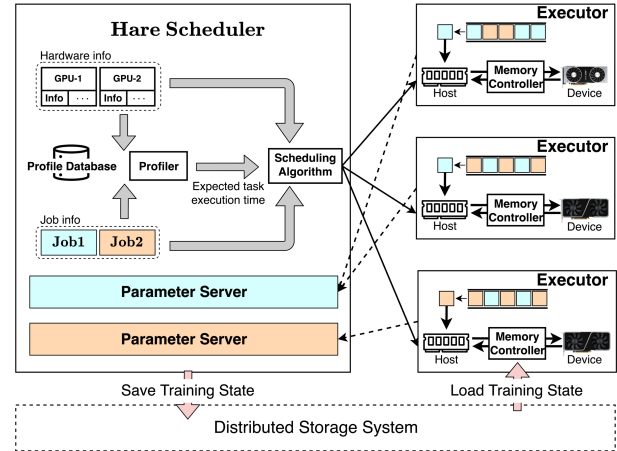 Hare Scheduler
Hardware info
GPU-1
GPU-2
Info
···
Info
···
Profile Database
Profiler
Expected task
execution time
Scheduling
Algorithm
Job info
Job1
Job2
Parameter Server
Parameter Server
Executor
Host
Memory
Controller
Device
Executor
Host
Memory
Controller
Device
Executor
Host
Memory
Controller
Device
Save Training State
Load Training State
Distributed Storage System